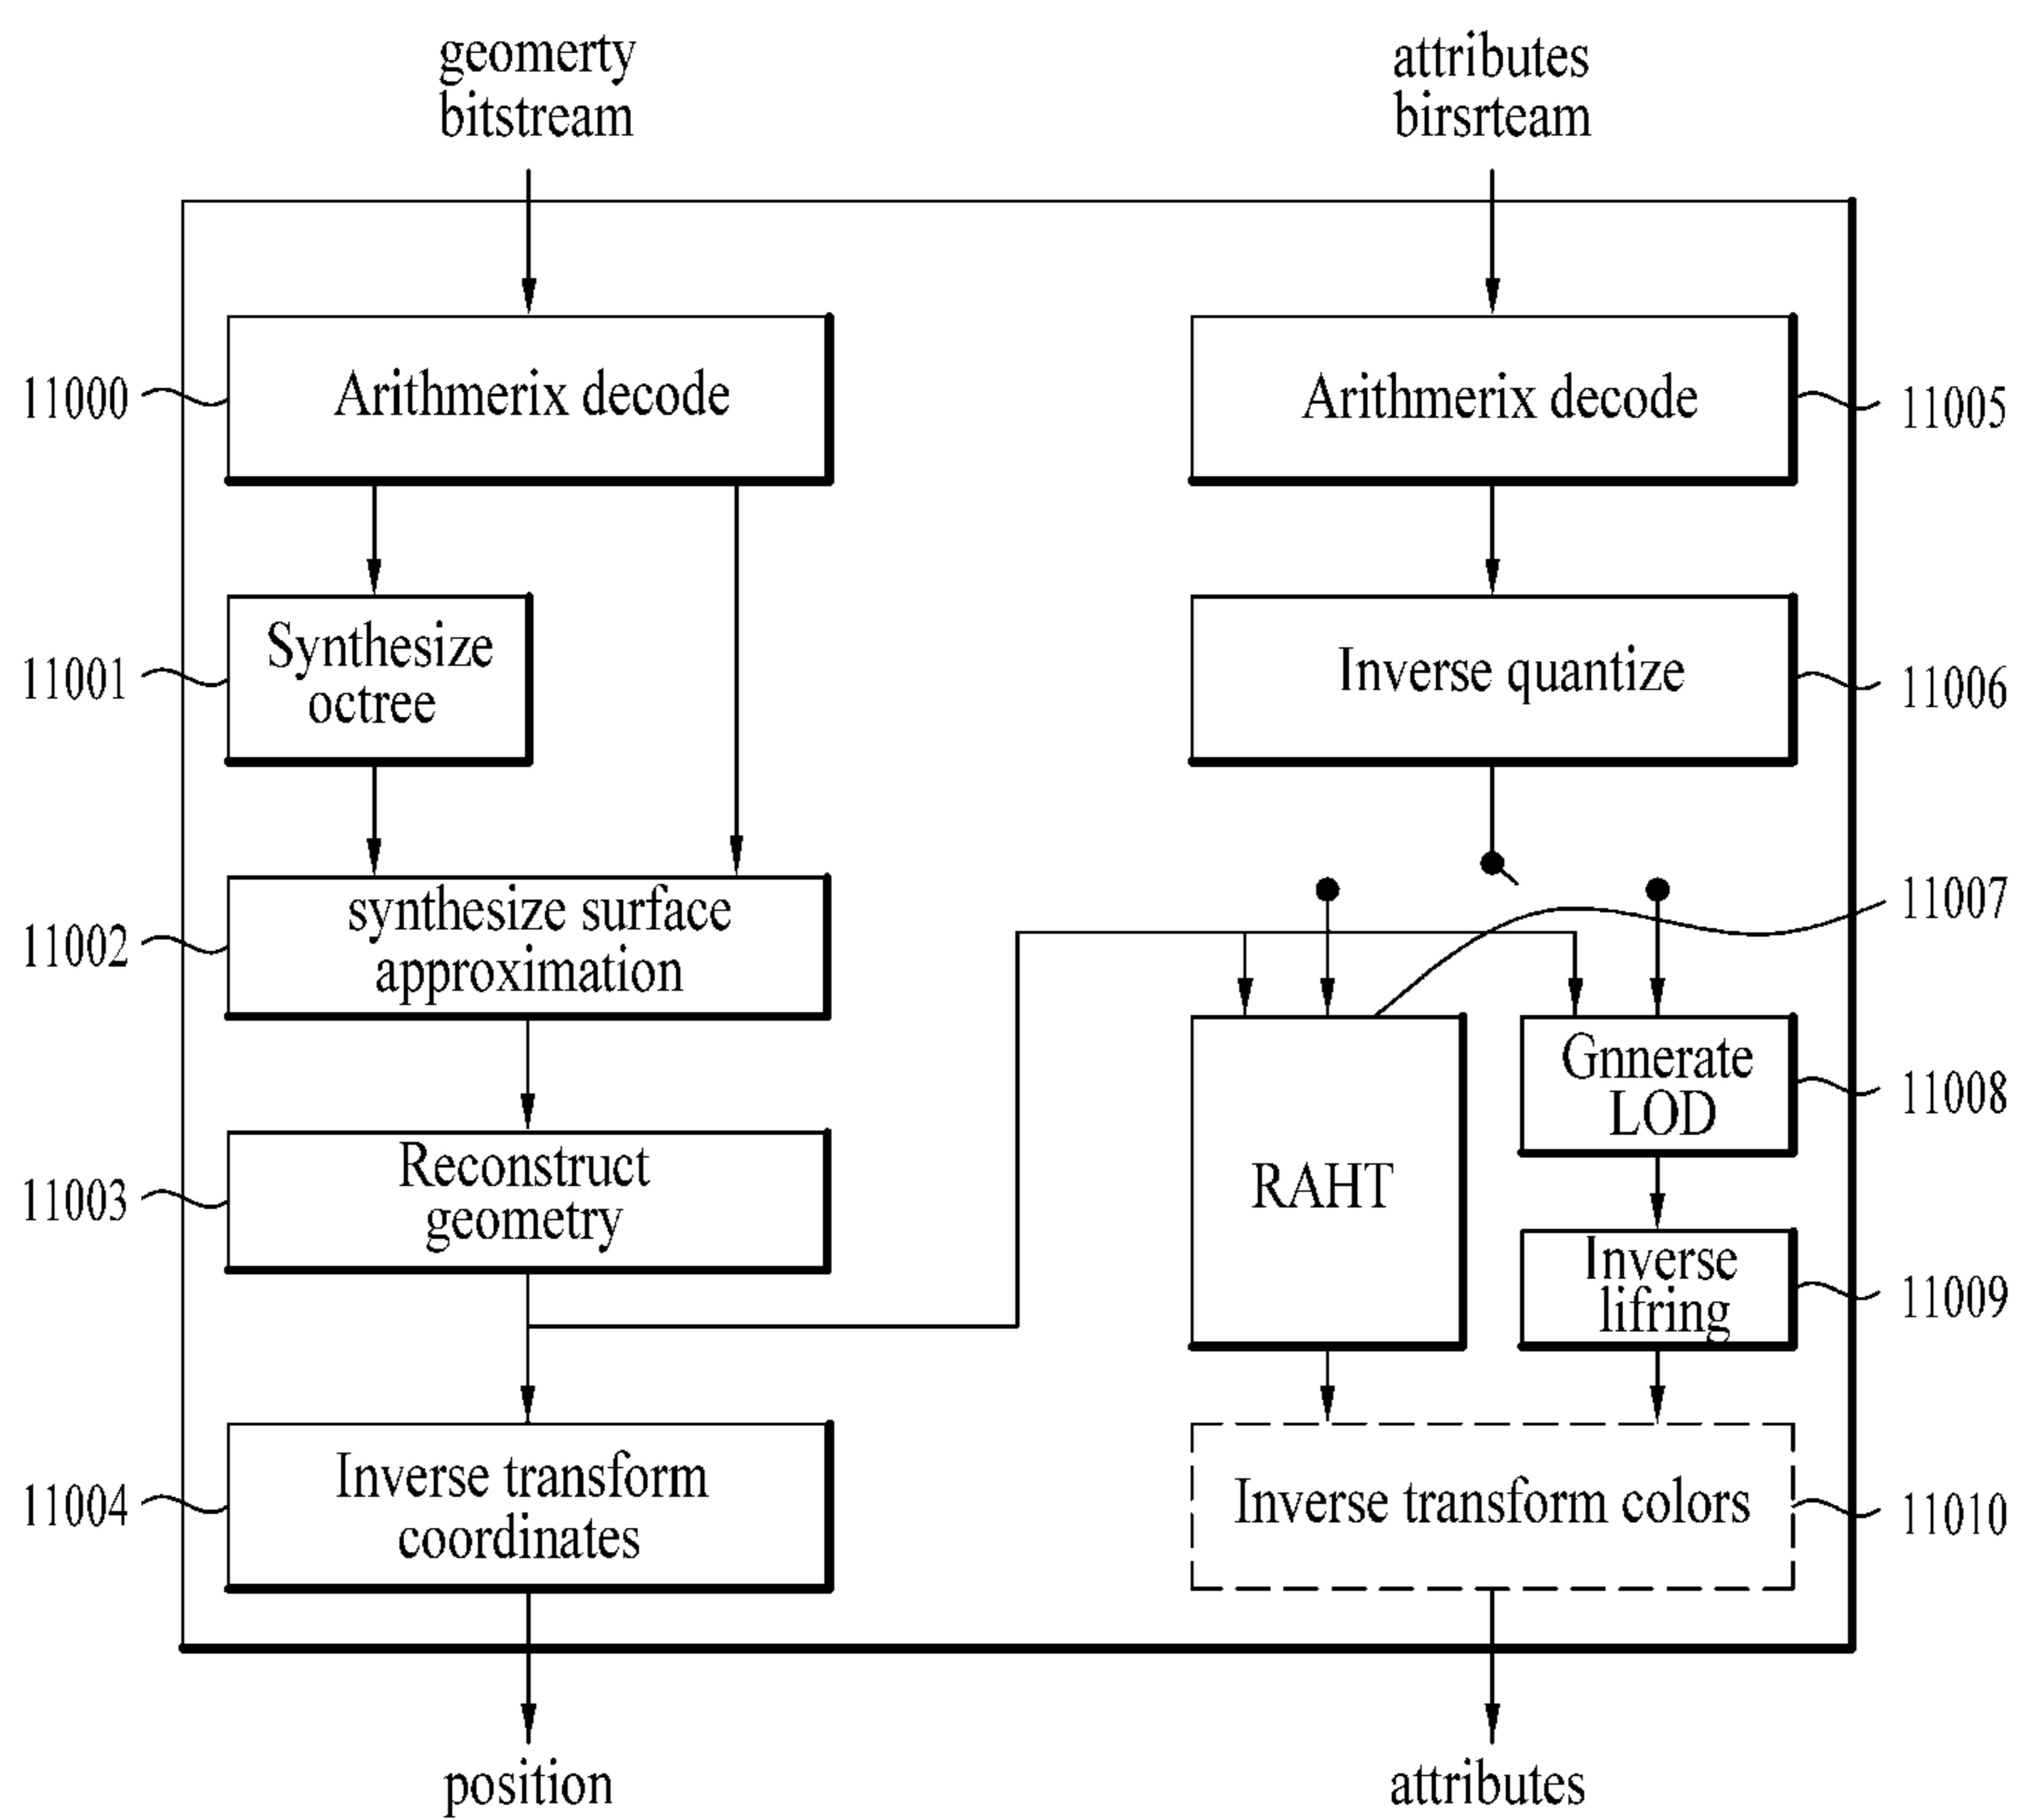 geomerty
bitstream
attributes
birsrteam
Arithmerix decode
11000
Arithmerix decode
11005
Synthesize
octree
11001
Inverse quantize
11006
synthesize surface
approximation
11002
11007
Gnnerate
LOD
11008
RAHT
Reconstruct
geometry
11003
Inverse
lifring
11009
Inverse transform
coordinates
11004
Inverse transform colors
11010
position
attributes